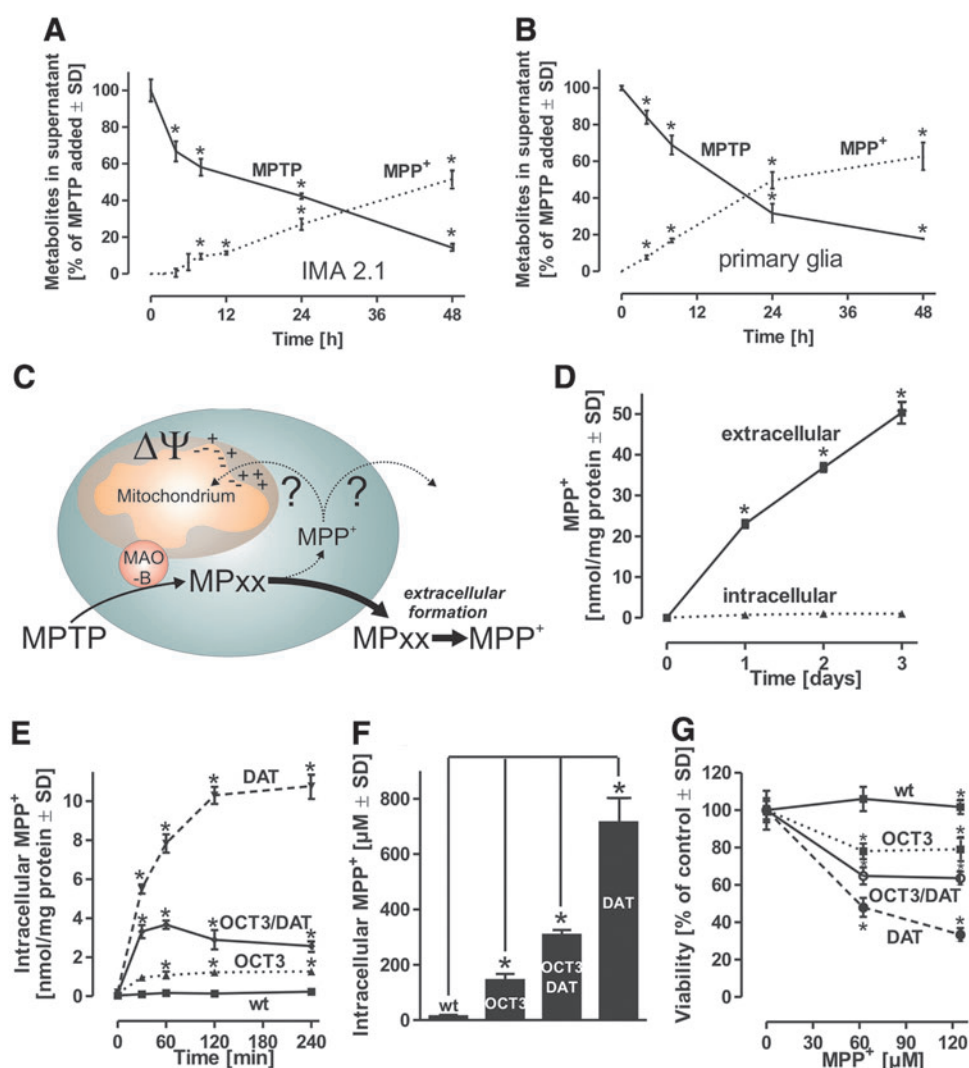 A
Metabolites in supernatant
[% of MPTP added ± SD]
100
80
60
40
20
0
*
*
*
*
*
*
*
*
MPTP
MPP+
IMA 2.1
0
12
24
36
48
Time [h]
B
Metabolites in supernatant
[% of MPTP added ± SD]
100
80
60
40
20
0
*
*
*
*
*
*
*
*
MPTP
MPP+
primary glia
0
12
24
36
48
Time [h]
C
ΔΨ
Mitochondrium
MAO
-B
?
?
MPP+
MPxx
extracellular
formation
MPTP
MPxx
MPP+
D
MPP+
[nmol/mg protein ± SD]
50
40
30
20
10
0
extracellular
*
*
*
intracellular
0
1
2
3
Time [days]
E
Intracellular MPP+
[nmol/mg protein ± SD]
10
8
6
4
2
0
DAT
*
*
*
*
OCT3/DAT
*
*
*
*
OCT3
*
*
*
wt
0
60
120
180
240
Time [min]
F
Intracellular MPP+ [µM ± SD]
800
600
400
200
0
wt
*
OCT3
*
OCT3
DAT
*
DAT
G
Viability [% of control ± SD]
120
100
80
60
40
20
0
wt
*
OCT3
*
*
*
*
OCT3/DAT
DAT
*
*
0
30
60
90
120
MPP+ [µM]